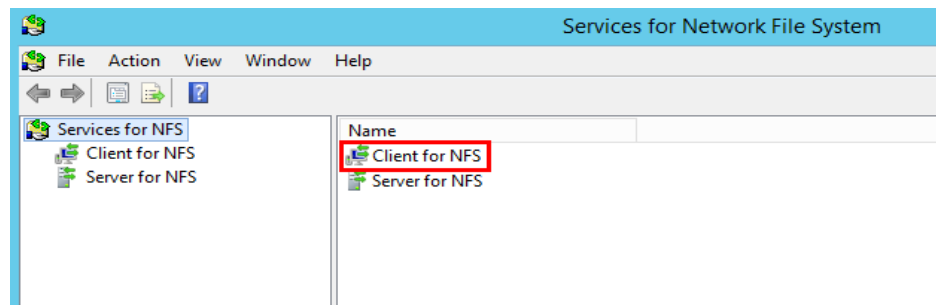 Services for Network File System
File Action View Window Help
Services for NFS
Client for NFS
Server for NFS
Name
Client for NFS
Server for NFS